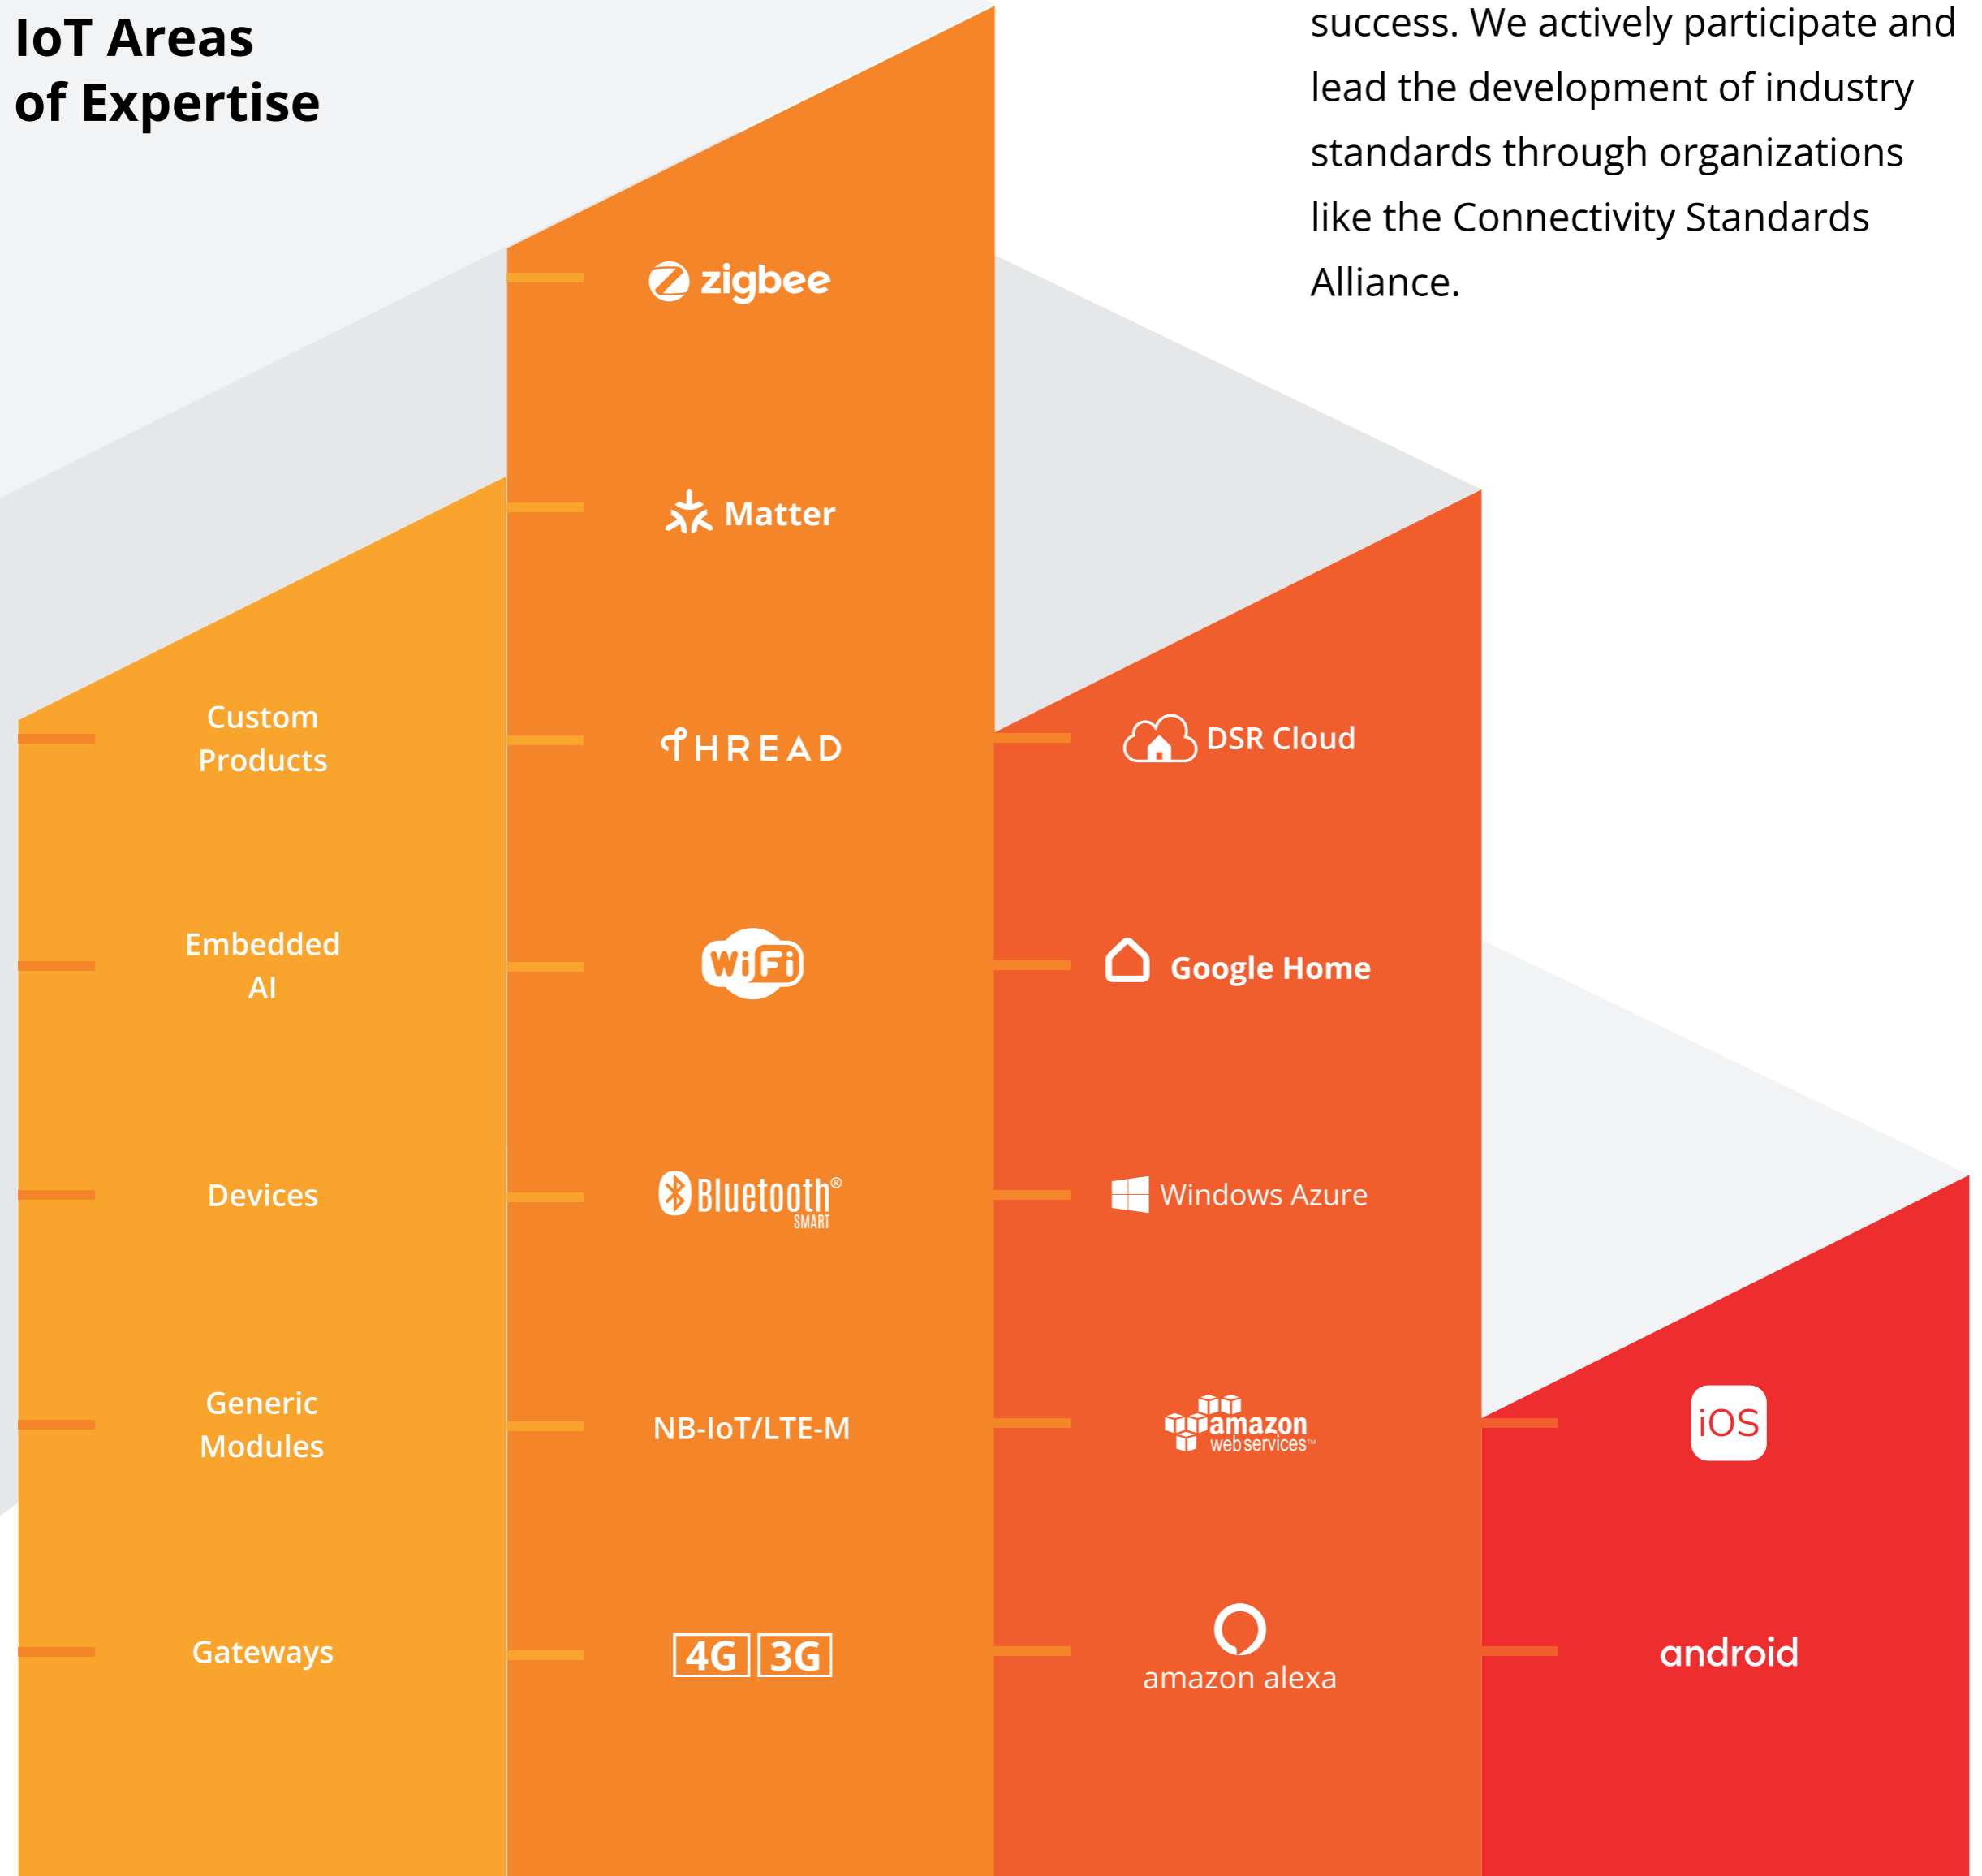 IoT Areas
of Expertise
success. We actively participate and
lead the development of industry
standards through organizations
like the Connectivity Standards
Alliance.
Custom
Products
Embedded
AI
Devices
Generic
Modules
Gateways
zigbee
Matter
THREAD
WiFi
Bluetooth®
SMART
NB-IoT/LTE-M
4G 3G
DSR Cloud
Google Home
Windows Azure
amazon
webservices™
amazon alexa
iOS
android